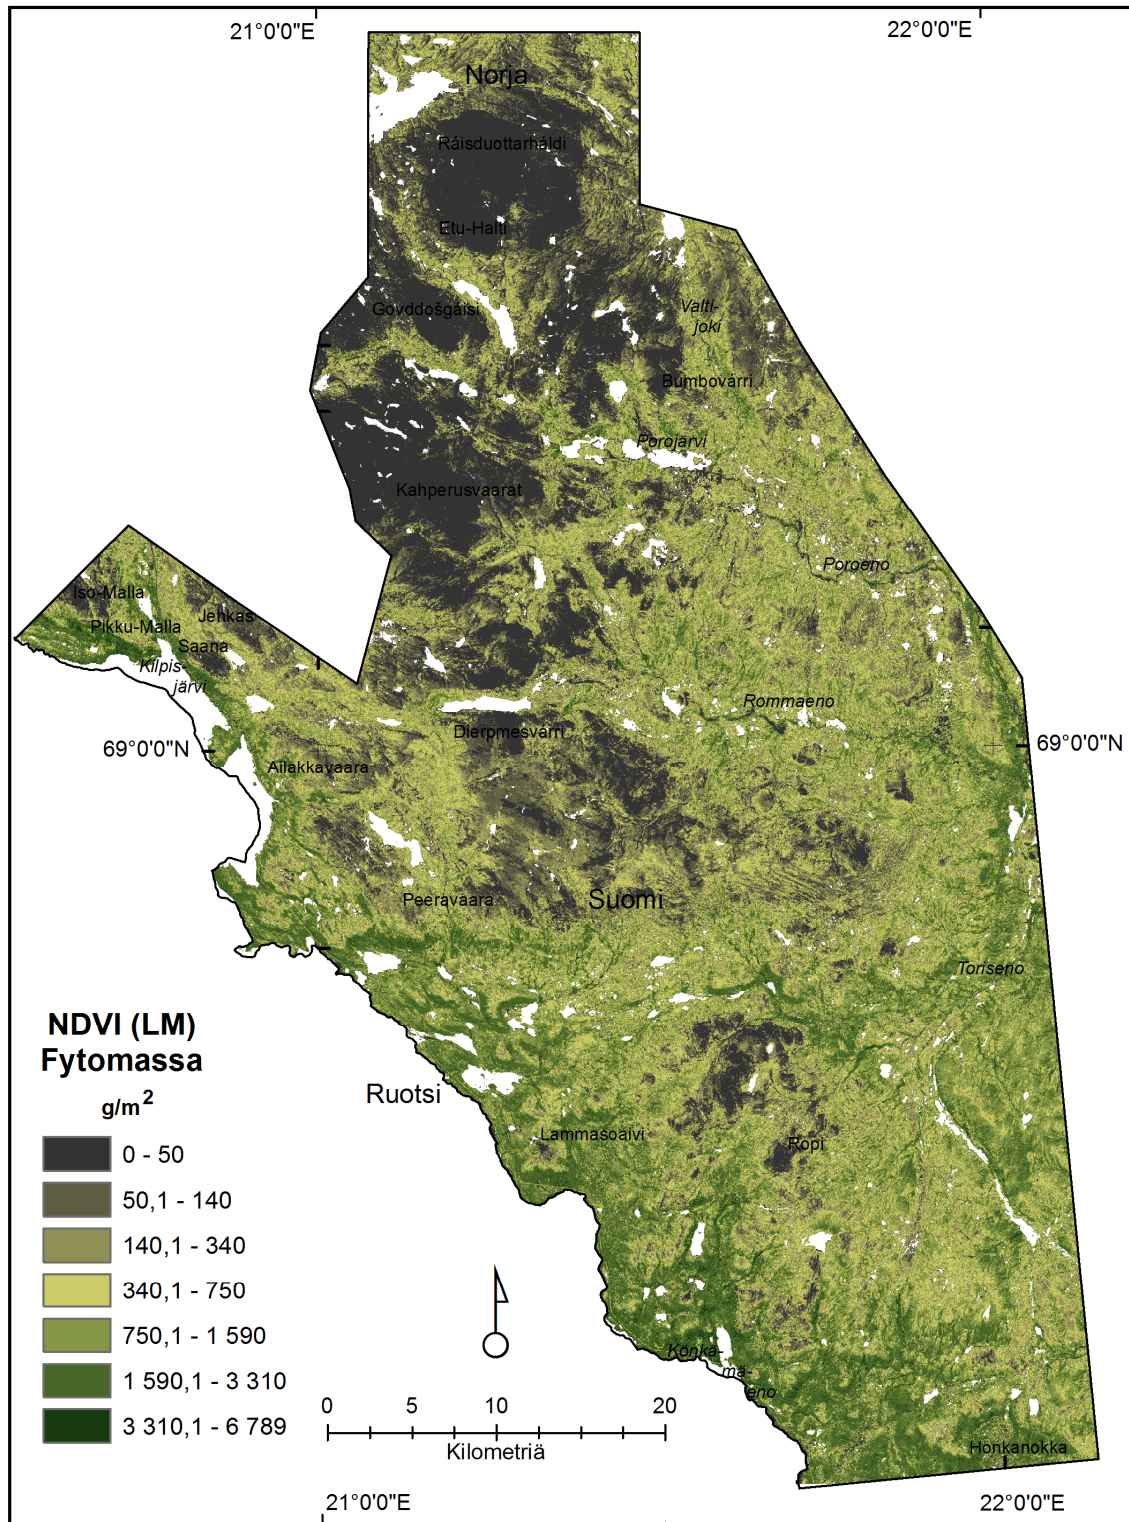 21°0'0"E
22°0'0"E
Norja
Ráisduottarháldi
Etu-Halti
Govddošgáisi
Valti-
joki
Bumbovárri
Porojärvi
Kahperusvaarat
Poroeno
Iso-Malla
Jehkas
Pikku-Malla
Saana
Kilpis-
järvi
Rommaeno
Dierpmesvárri
69°0'0"N
69°0'0"N
Ailakkavaara
Peeravaara
Suomi
Toriseno
NDVI (LM)
Fytomassa
g/m²
Ruotsi
Lammasoaivi
Ropi
0 - 50
50,1 - 140
140,1 - 340
340,1 - 750
750,1 - 1 590
1 590,1 - 3 310
3 310,1 - 6 789
Könkä-
mä-
eno
0 5 10 20
Kilometriä
Honkanokka
21°0'0"E
22°0'0"E